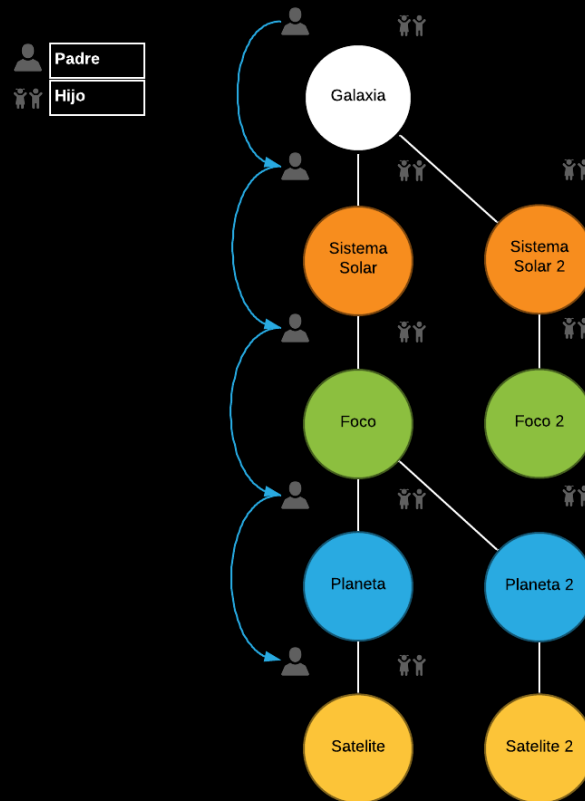 Padre
Hijo
Galaxia
Sistema
Solar
Sistema
Solar 2
Foco
Foco 2
Planeta
Planeta 2
Satelite
Satelite 2